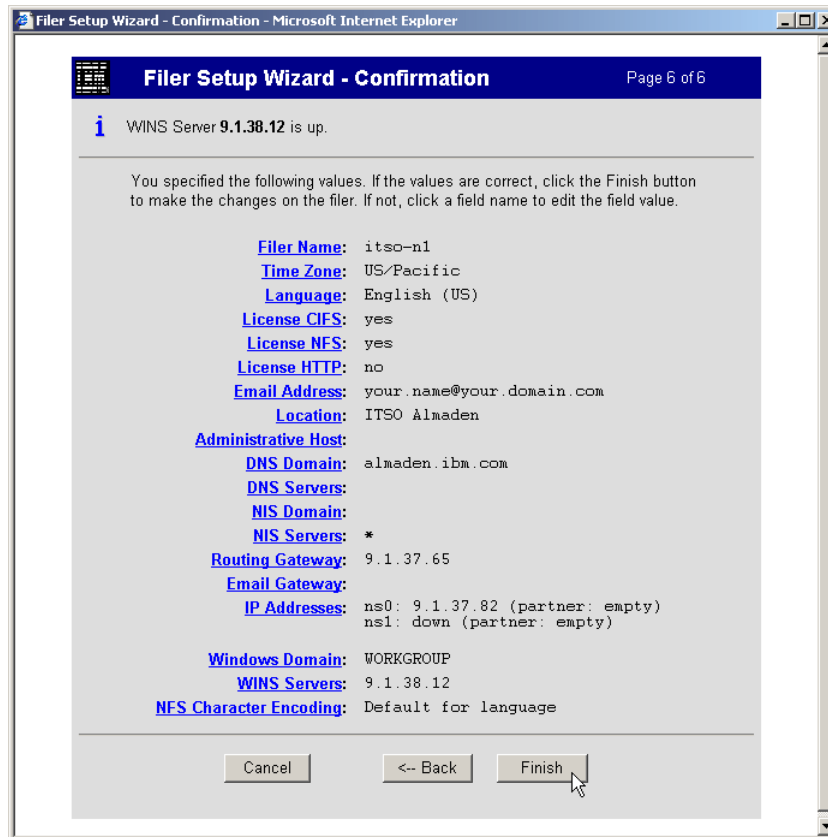 Filer Setup Wizard - Confirmation - Microsoft Internet Explorer
Filer Setup Wizard - Confirmation Page 6 of 6
i WINS Server 9.1.38.12 is up.
You specified the following values. If the values are correct, click the Finish button
to make the changes on the filer. If not, click a field name to edit the field value.
Filer Name: itso-n1
Time Zone: US/Pacific
Language: English (US)
License CIFS: yes
License NFS: yes
License HTTP: no
Email Address: your.name@your.domain.com
Location: ITSO Almaden
Administrative Host:
DNS Domain: almaden.ibm.com
DNS Servers:
NIS Domain:
NIS Servers: *
Routing Gateway: 9.1.37.65
Email Gateway:
IP Addresses: ns0: 9.1.37.82 (partner: empty)
ns1: down (partner: empty)
Windows Domain: WORKGROUP
WINS Servers: 9.1.38.12
NFS Character Encoding: Default for language
Cancel <-- Back Finish